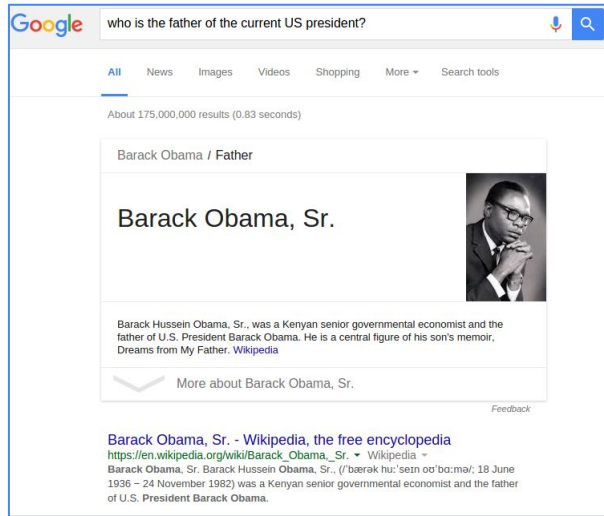 Google who is the father of the current US president?
All News Images Videos Shopping More Search tools
About 175,000,000 results (0.83 seconds)
Barack Obama / Father
Barack Obama, Sr.
Barack Hussein Obama, Sr., was a Kenyan senior governmental economist and the
father of U.S. President Barack Obama. He is a central figure of his son's memoir,
Dreams from My Father. Wikipedia
More about Barack Obama, Sr.
Feedback
Barack Obama, Sr. - Wikipedia, the free encyclopedia
https://en.wikipedia.org/wiki/Barack_Obama,_Sr. Wikipedia
Barack Obama, Sr. Barack Hussein Obama, Sr., (/ˈbærək huːˈseɪn oʊˈbɑːmə/; 18 June
1936 – 24 November 1982) was a Kenyan senior governmental economist and the father
of U.S. President Barack Obama.